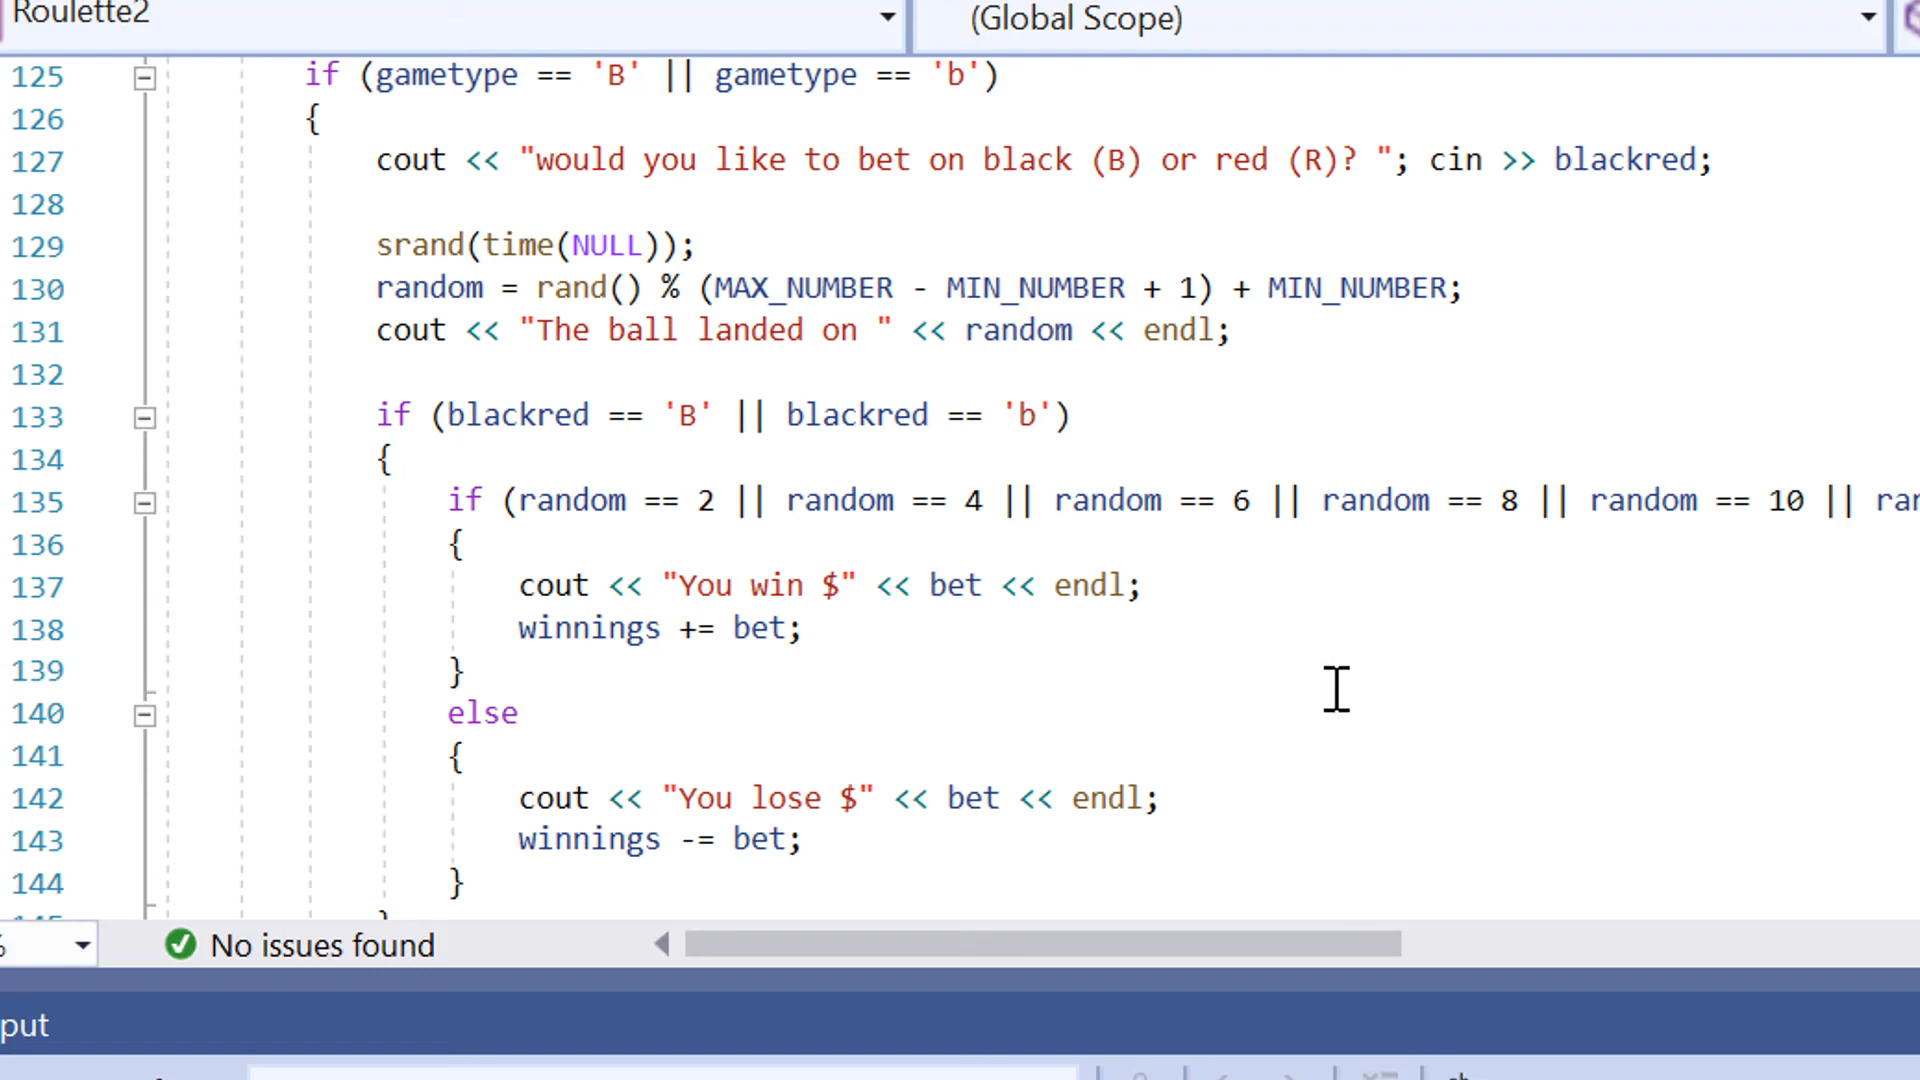 Roulette2 (Global Scope)
125 if (gametype == 'B' || gametype == 'b')
126 {
127 cout << "would you like to bet on black (B) or red (R)? "; cin >> blackred;
128
129 srand(time(NULL));
130 random = rand() % (MAX_NUMBER - MIN_NUMBER + 1) + MIN_NUMBER;
131 cout << "The ball landed on " << random << endl;
132
133 if (blackred == 'B' || blackred == 'b')
134 {
135 if (random == 2 || random == 4 || random == 6 || random == 8 || random == 10 || ran
136 {
137 cout << "You win $" << bet << endl;
138 winnings += bet;
139 }
140 else
141 {
142 cout << "You lose $" << bet << endl;
143 winnings -= bet;
144 }
% No issues found
put